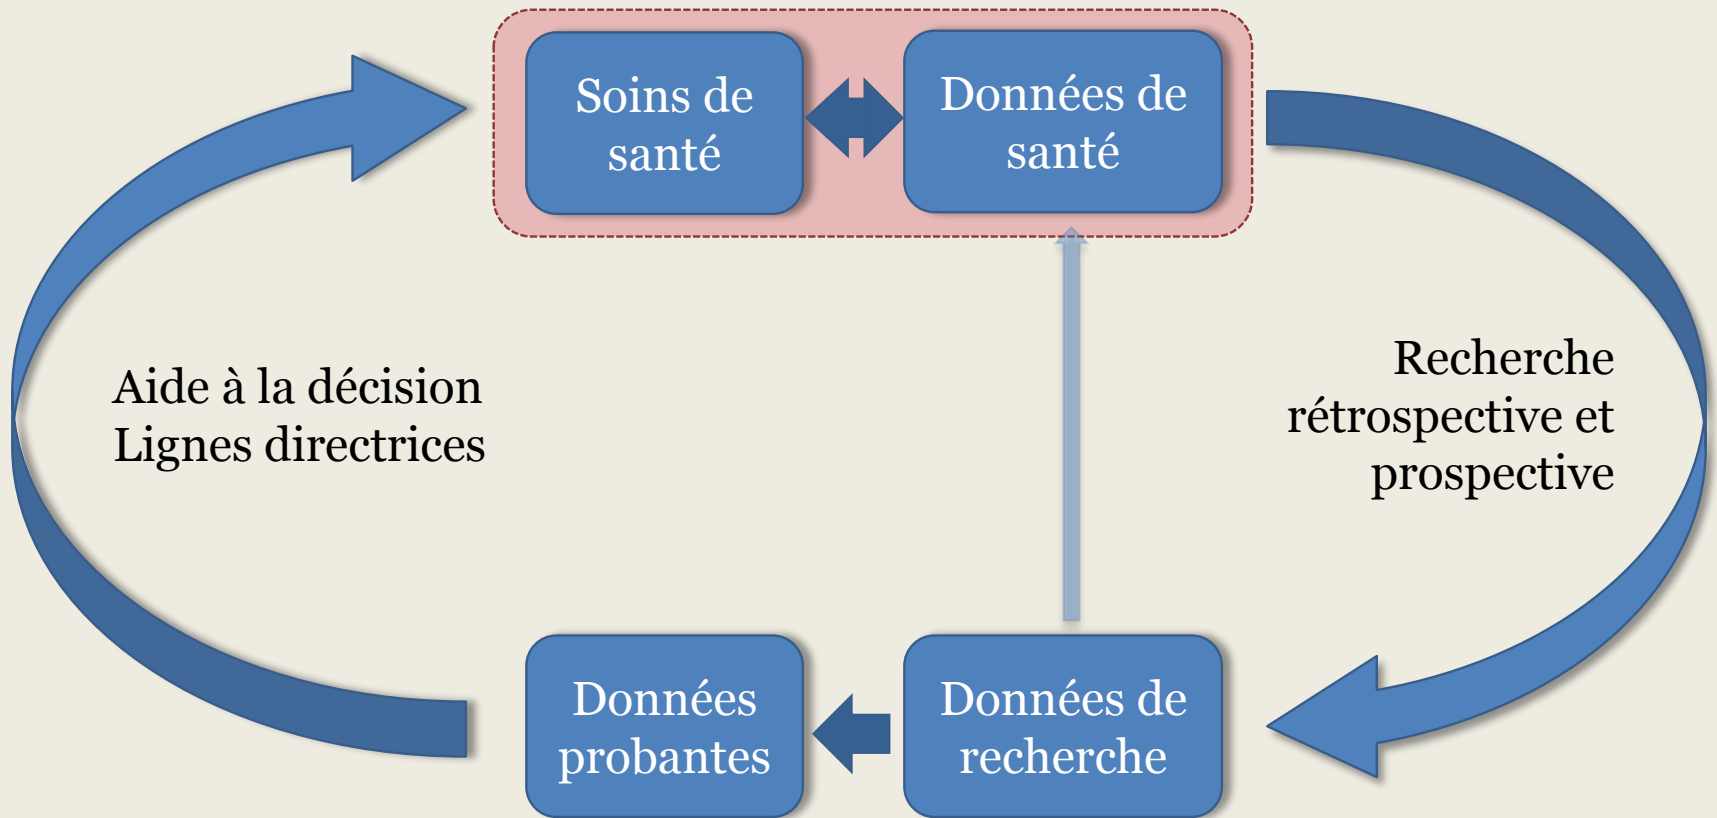 Soins de
santé
Données de
santé
Aide à la décision
Lignes directrices
Recherche
rétrospective et
prospective
Données
probantes
Données de
recherche